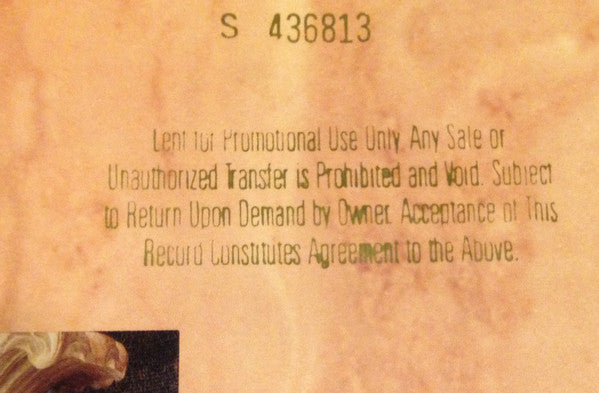 S 436813
Lent for Promotional Use Only. Any Sale or
Unauthorized Transfer is Prohibited and Void. Subject
to Return Upon Demand by Owner. Acceptance of This
Record Constitutes Agreement to the Above.